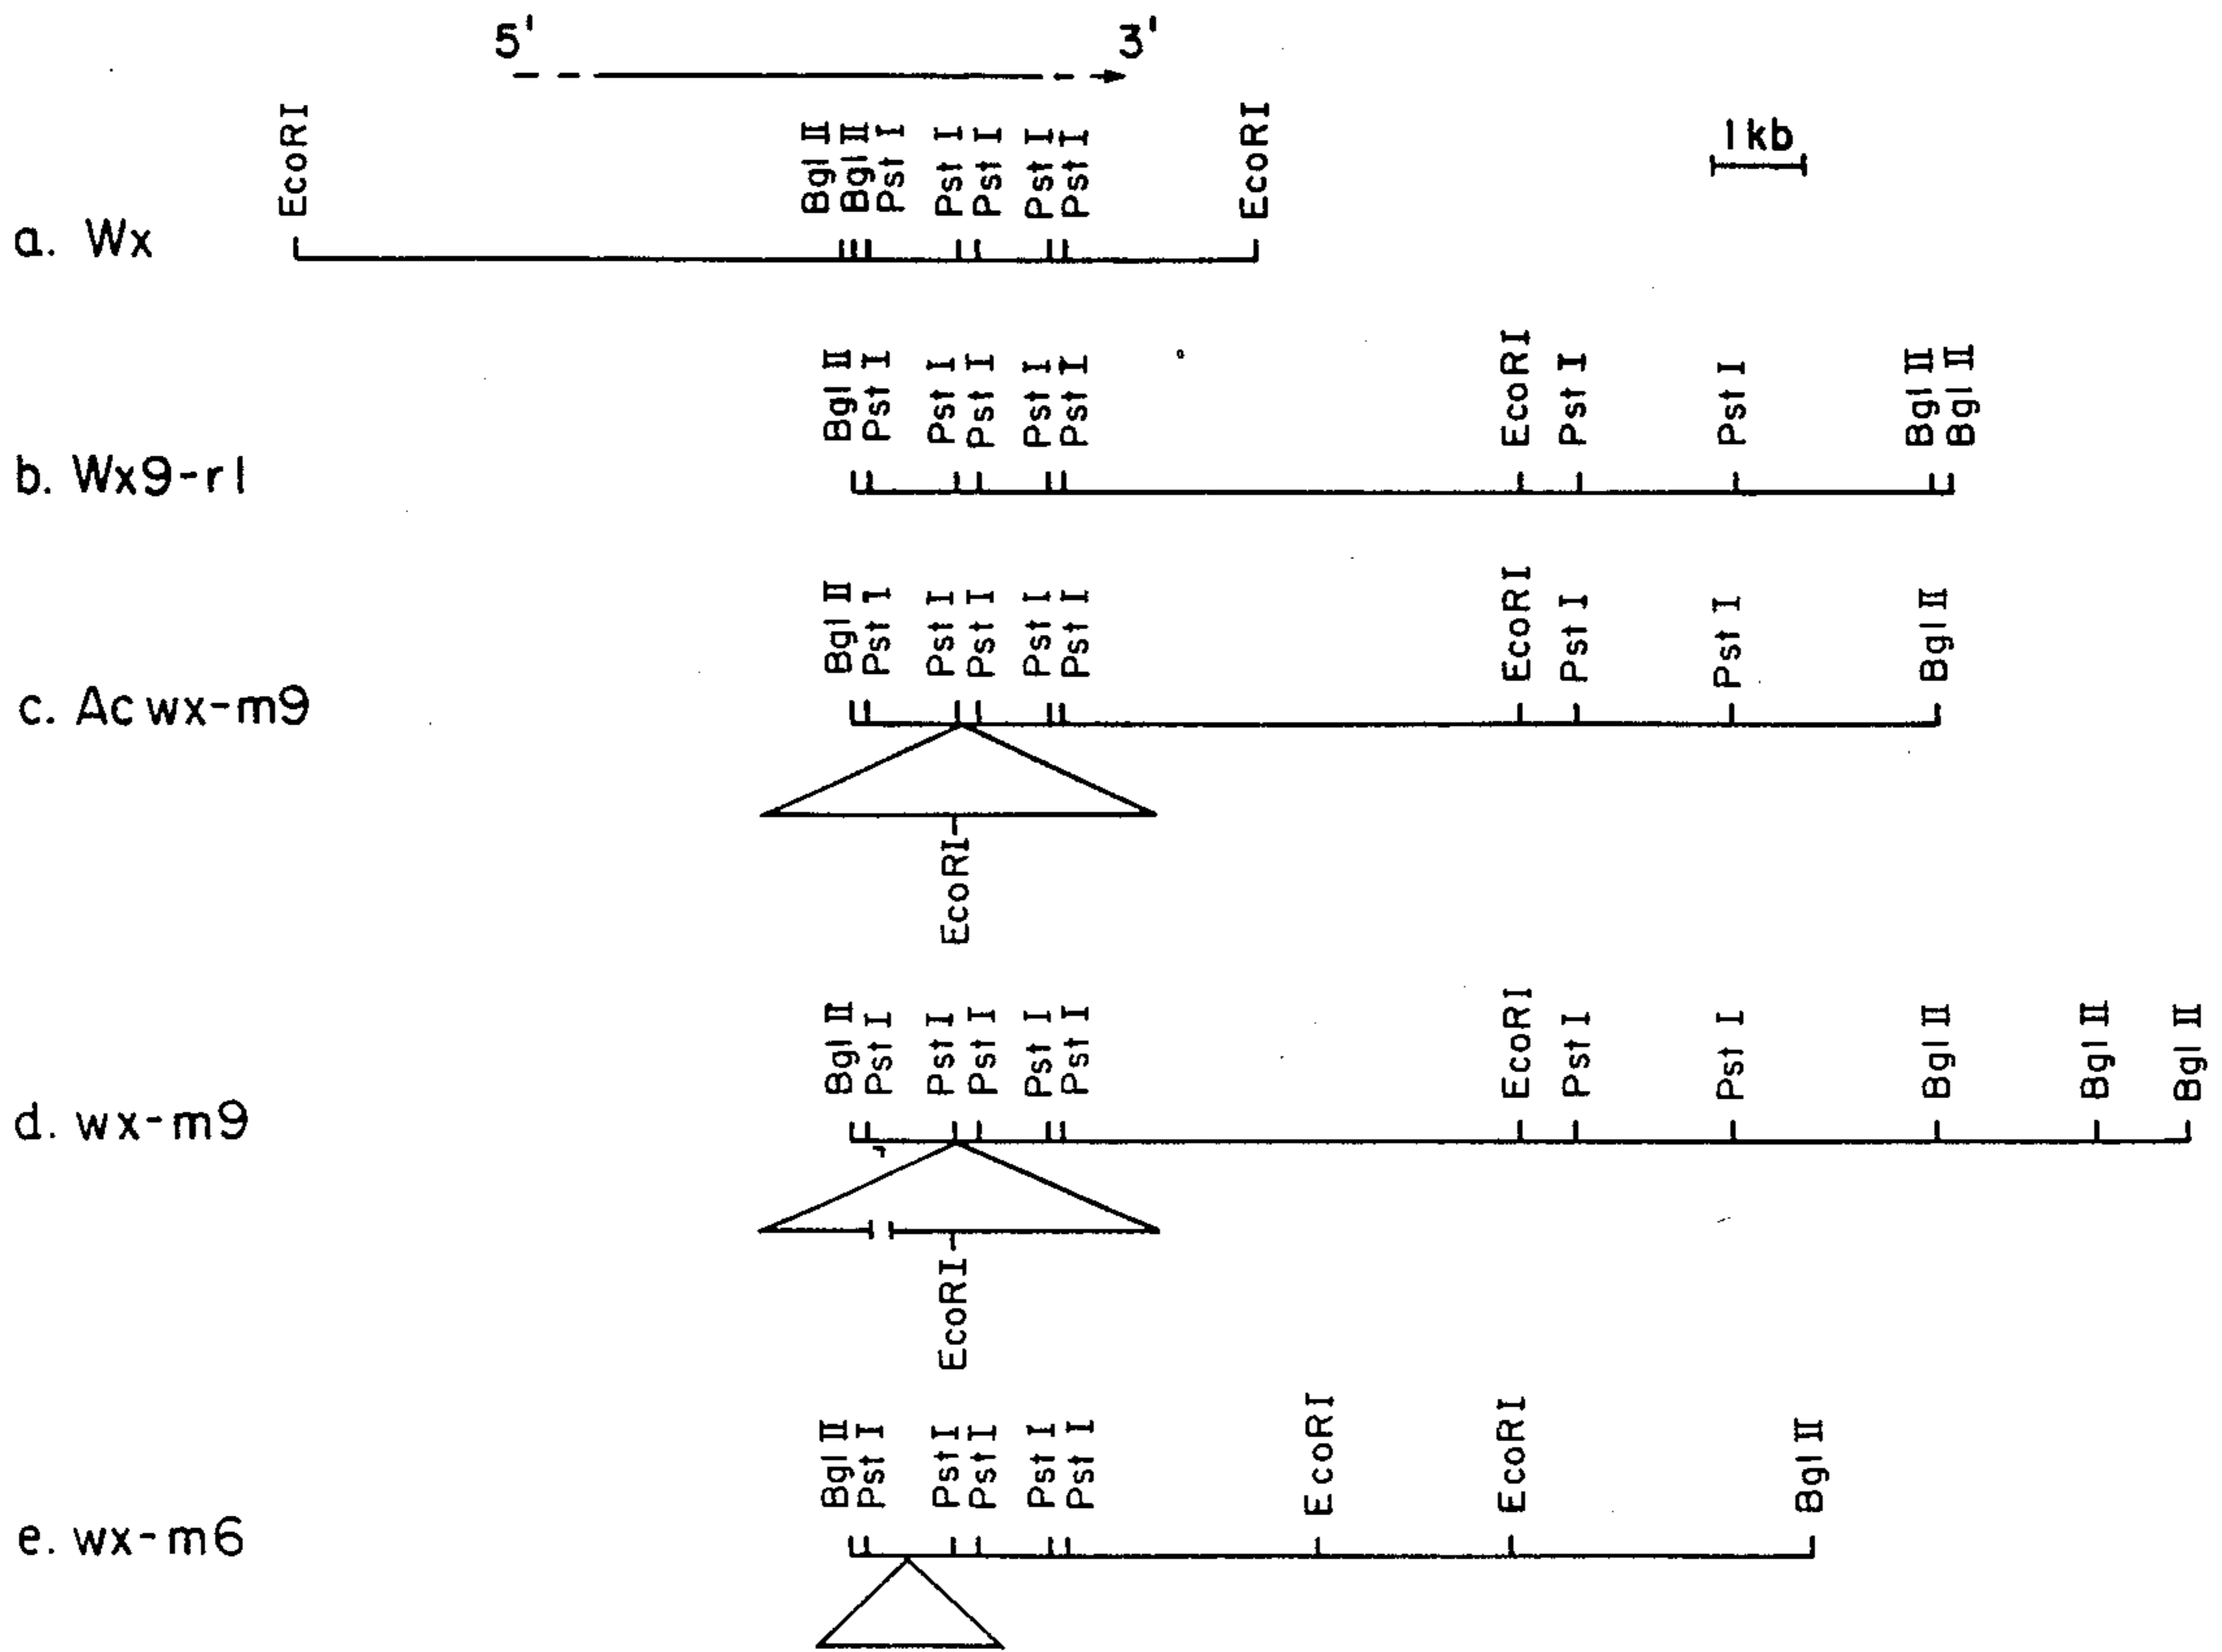 5' 3'
EcoRI Bgl II Bgl II Pst I Pst I Pst I Pst I Pst I EcoRI
1 kb
a. Wx
Bgl II Pst I Pst I Pst I Pst I Pst I EcoRI Pst I Pst I Bgl II Bgl II
b. Wx9-r1
Bgl II Pst I Pst I Pst I Pst I Pst I EcoRI Pst I Pst I Bgl II
c. Ac wx-m9
EcoRI
Bgl II Pst I Pst I Pst I Pst I Pst I EcoRI Pst I Pst I Bgl II Bgl II Bgl II
d. wx-m9
EcoRI
Bgl II Pst I Pst I Pst I Pst I Pst I EcoRI EcoRI Bgl II
e. wx-m6